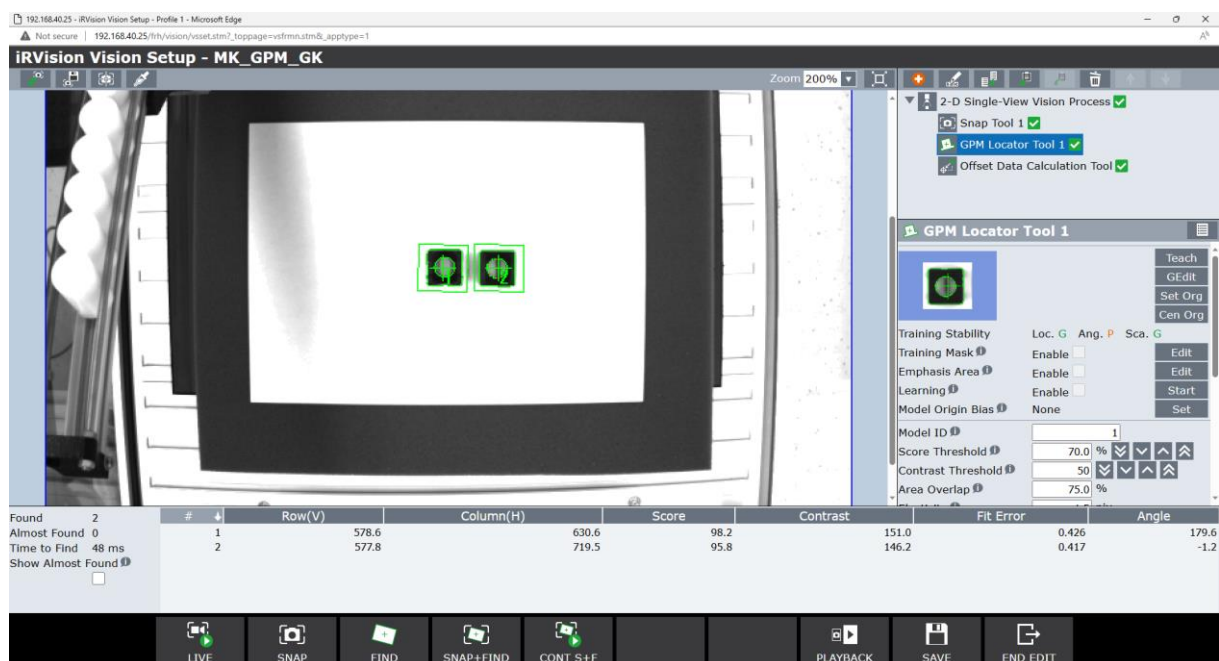 192.168.40.25 - iRVision Vision Setup - Profile 1 - Microsoft Edge
Not secure | 192.168.40.25/frh/vision/vsset.stm?_toppage=vsfrmn.stm&_apptype=1
iRVision Vision Setup - MK_GPM_GK
Zoom 200%
2-D Single-View Vision Process
Snap Tool 1
GPM Locator Tool 1
Offset Data Calculation Tool
1 2
GPM Locator Tool 1
Teach
GEdit
Set Org
Cen Org
Training Stability Loc. G Ang. P Sca. G
Training Mask Enable Edit
Emphasis Area Enable Edit
Learning Enable Start
Model Origin Bias None Set
Model ID 1
Score Threshold 70.0 %
Contrast Threshold 50
Area Overlap 75.0 %
Found 2
Almost Found 0
Time to Find 48 ms
Show Almost Found
# Row(V) Column(H) Score Contrast Fit Error Angle
1 578.6 630.6 98.2 151.0 0.426 179.6
2 577.8 719.5 95.8 146.2 0.417 -1.2
LIVE SNAP FIND SNAP+FIND CONT S+F PLAYBACK SAVE END EDIT